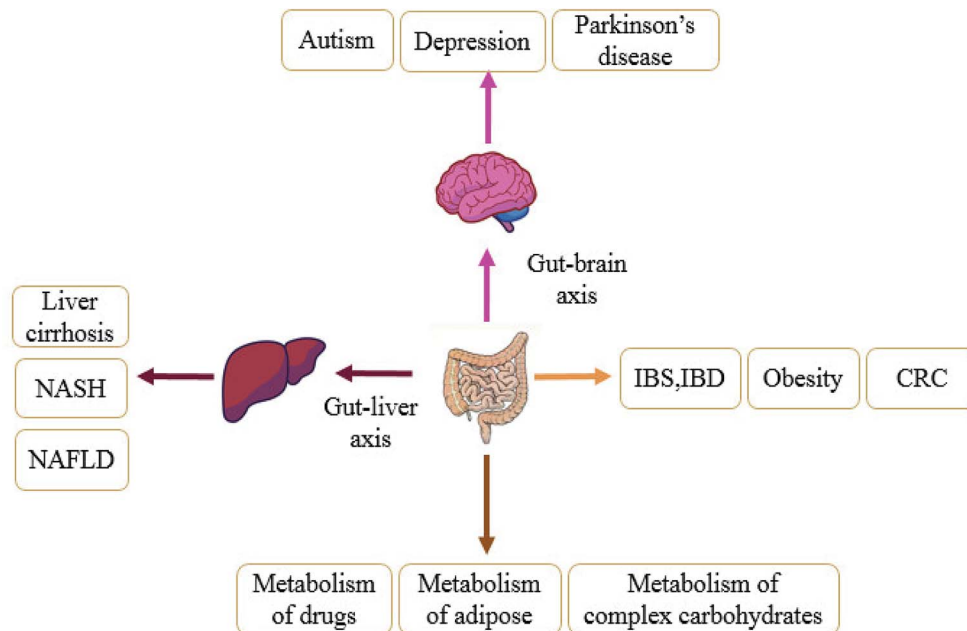 Autism
Depression
Parkinson's
disease
Gut-brain
axis
Liver
cirrhosis
NASH
NAFLD
Gut-liver
axis
IBS,IBD
Obesity
CRC
Metabolism
of drugs
Metabolism
of adipose
Metabolism of
complex carbohydrates